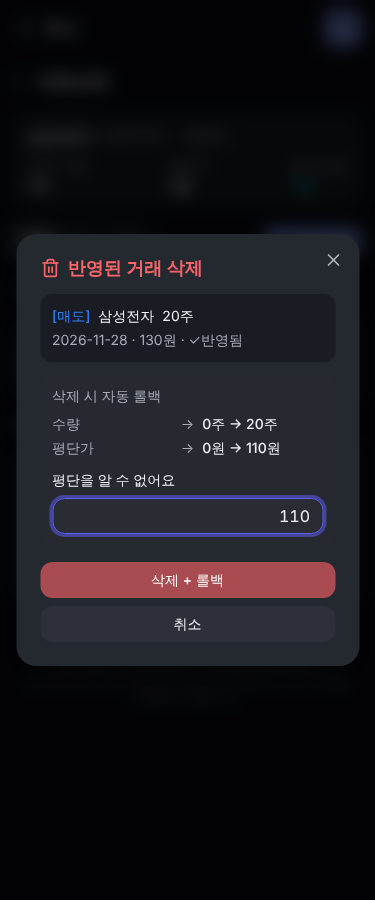 반영된 거래 삭제
[매도] 삼성전자 20주
2026-11-28 · 130원 · ✓반영됨
삭제 시 자동 롤백
수량 → 0주 → 20주
평단가 → 0원 → 110원
평단을 알 수 없어요
110
삭제 + 롤백
취소